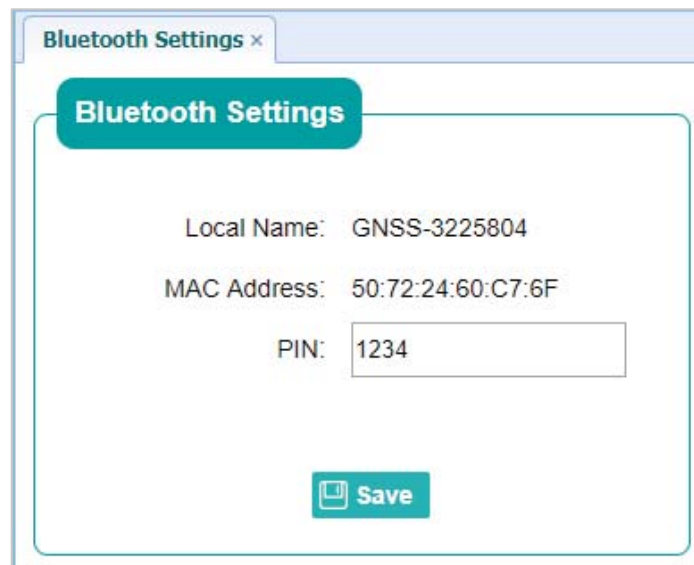 Bluetooth Settings ×
Bluetooth Settings
Local Name: GNSS-3225804
MAC Address: 50:72:24:60:C7:6F
PIN: 1234
Save